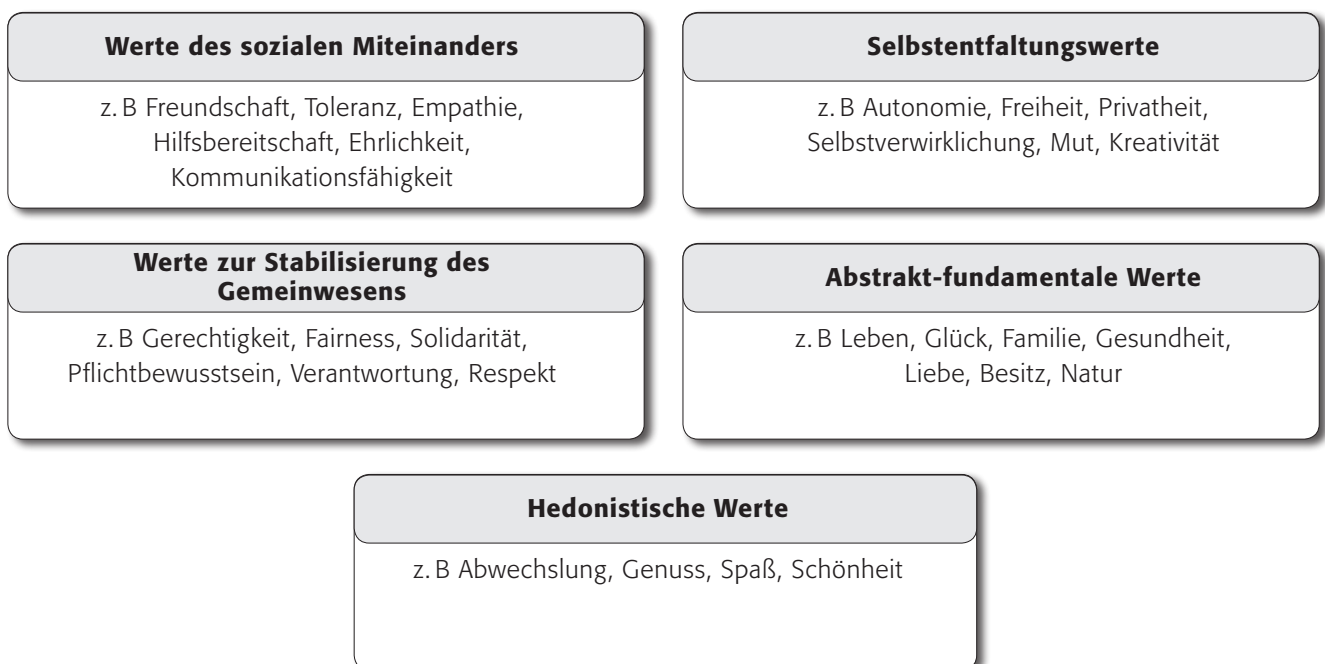 Werte des sozialen Miteinanders
z. B Freundschaft, Toleranz, Empathie,
Hilfsbereitschaft, Ehrlichkeit,
Kommunikationsfähigkeit
Selbstentfaltungswerte
z. B Autonomie, Freiheit, Privatheit,
Selbstverwirklichung, Mut, Kreativität
Werte zur Stabilisierung des
Gemeinwesens
z. B Gerechtigkeit, Fairness, Solidarität,
Pflichtbewusstsein, Verantwortung, Respekt
Abstrakt-fundamentale Werte
z. B Leben, Glück, Familie, Gesundheit,
Liebe, Besitz, Natur
Hedonistische Werte
z. B Abwechslung, Genuss, Spaß, Schönheit